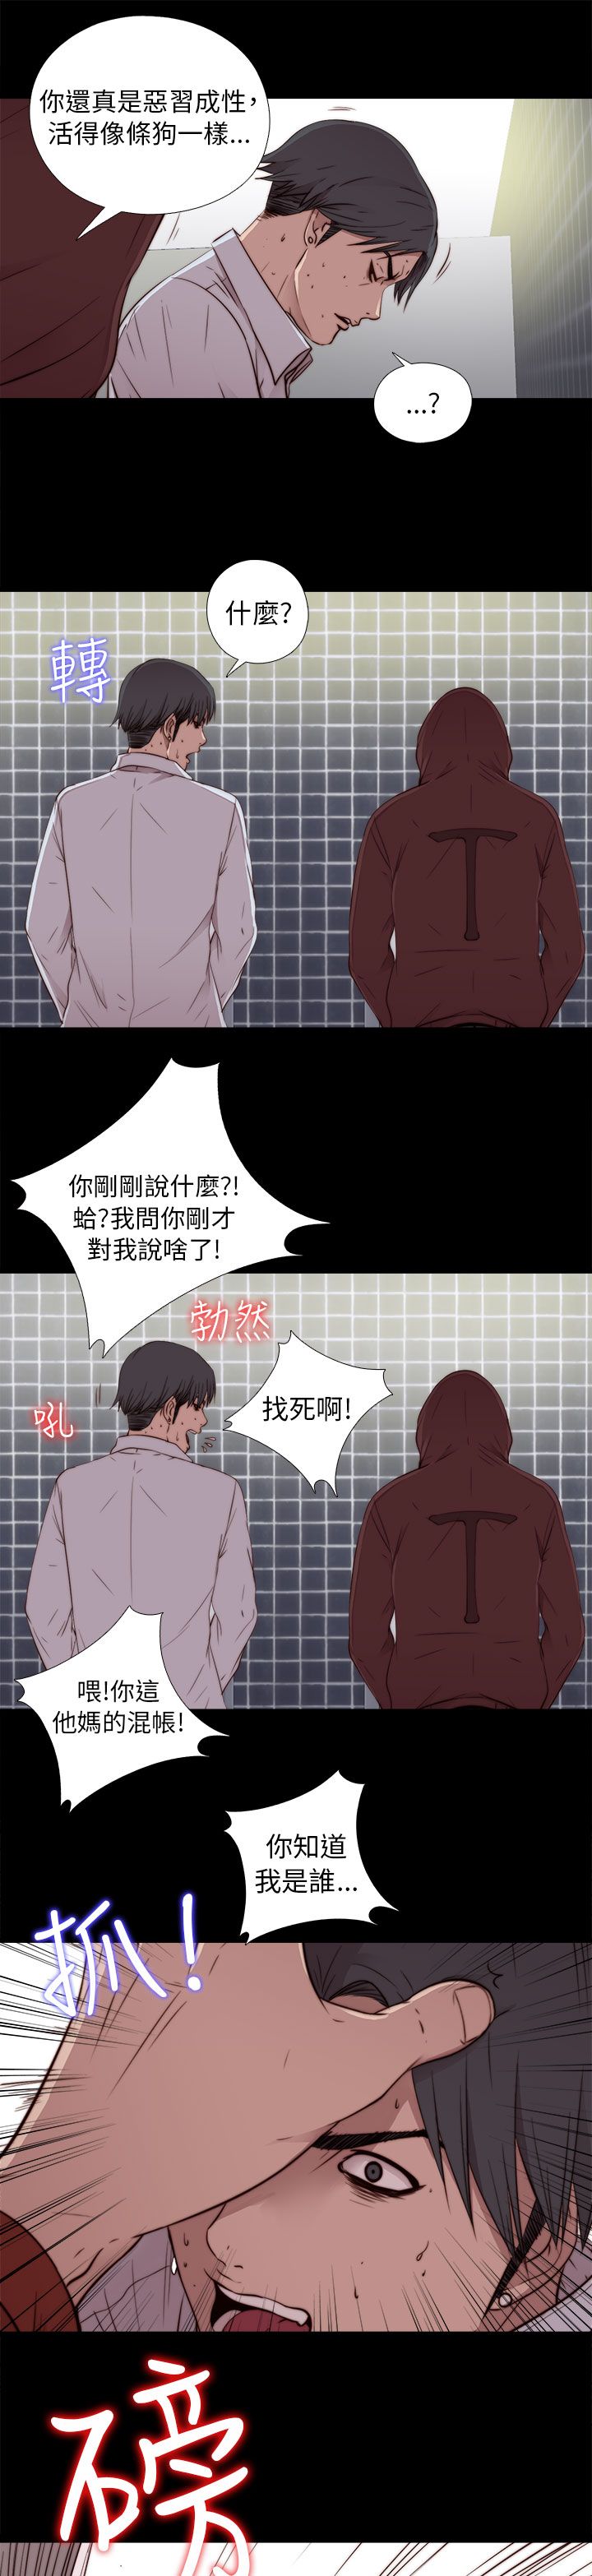 你還真是惡習成性，
活得像條狗一樣…
…?
什麼?
轉
你剛剛說什麼?!
蛤?我問你剛才
對我說啥了!
勃然
吼
找死啊!
喂!你這
他媽的混帳!
你知道
我是誰…
抓!
磅